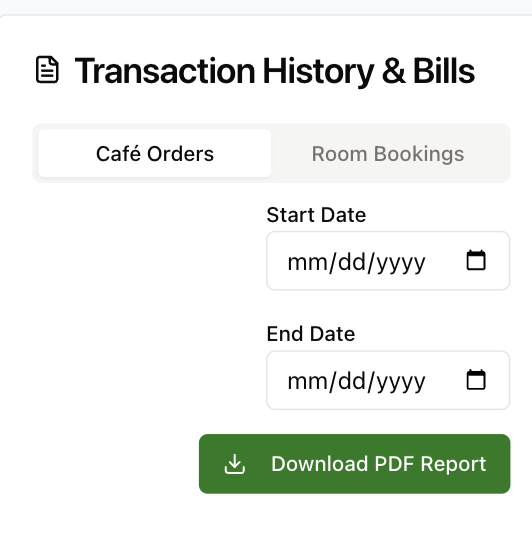 Transaction History & Bills
Café Orders Room Bookings
Start Date
mm/dd/yyyy
End Date
mm/dd/yyyy
Download PDF Report